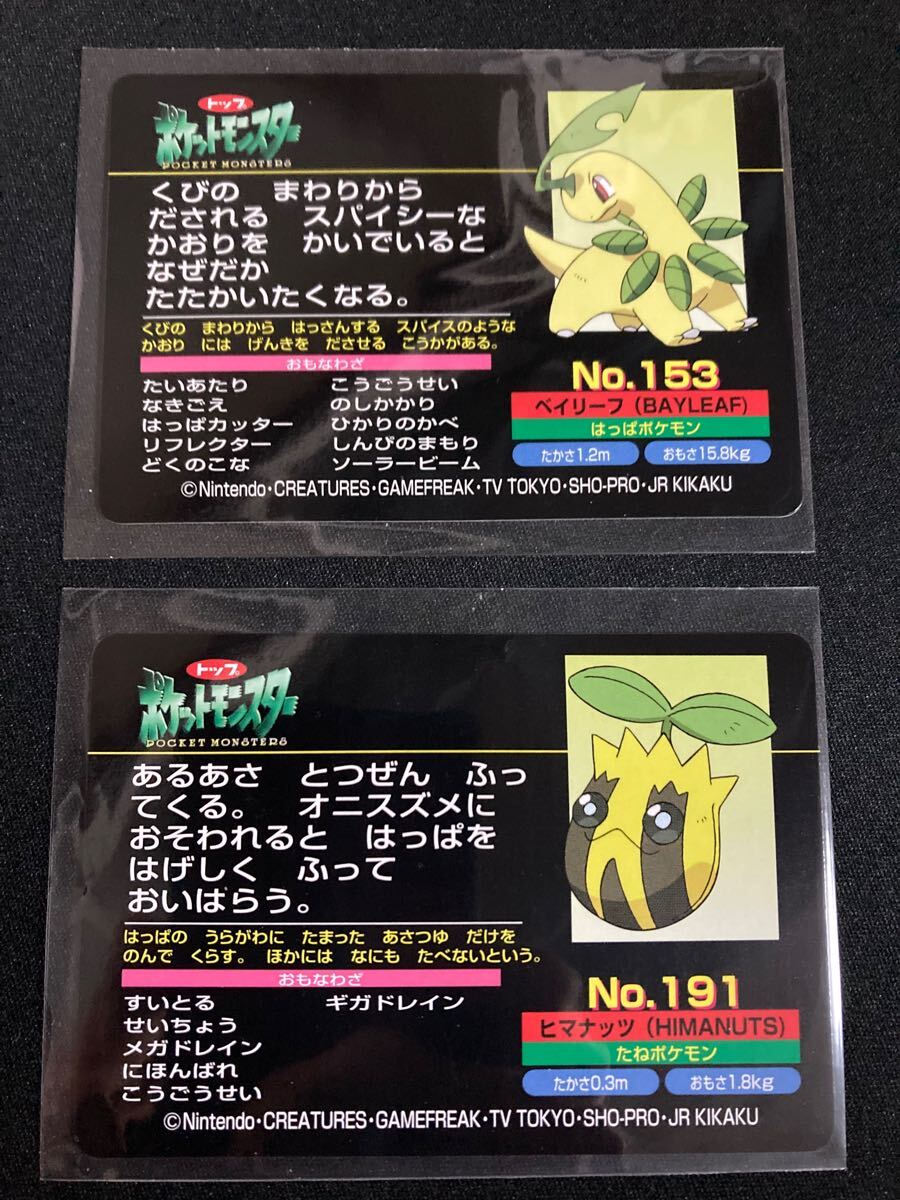 トップ
ポケットモンスター
POCKET MONSTERS
くびの まわりから
だされる スパイシーな
かおりを かいでいると
なぜだか
たたかいたくなる。
くびの まわりから はっさんする スパイスのような
かおり には げんきを ださせる こうかがある。
おもなわざ
たいあたり こうごうせい
なきごえ のしかかり
はっぱカッター ひかりのかべ
リフレクター しんぴのまもり
どくのこな ソーラービーム
No.153
ベイリーフ（BAYLEAF)
はっぱポケモン
たかさ1.2m おもさ15.8kg
©Nintendo・CREATURES・GAMEFREAK・TV TOKYO・SHO-PRO・JR KIKAKU
トップ
ポケットモンスター
POCKET MONSTERS
あるあさ とつぜん ふっ
てくる。 オニスズメに
おそわれると はっぱを
はげしく ふって
おいはらう。
はっぱの うらがわに たまった あさつゆ だけを
のんで くらす。 ほかには なにも たべないという。
おもなわざ
すいとる ギガドレイン
せいちょう
メガドレイン
にほんばれ
こうごうせい
No.191
ヒマナッツ（HIMANUTS)
たねポケモン
たかさ0.3m おもさ1.8kg
©Nintendo・CREATURES・GAMEFREAK・TV TOKYO・SHO-PRO・JR KIKAKU